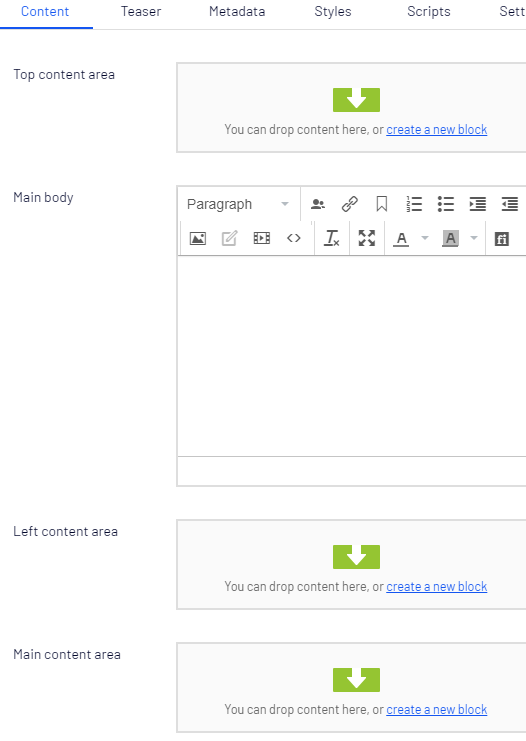 Content Teaser Metadata Styles Scripts Sett
Top content area
You can drop content here, or create a new block
Main body
Paragraph
A A
Left content area
You can drop content here, or create a new block
Main content area
You can drop content here, or create a new block